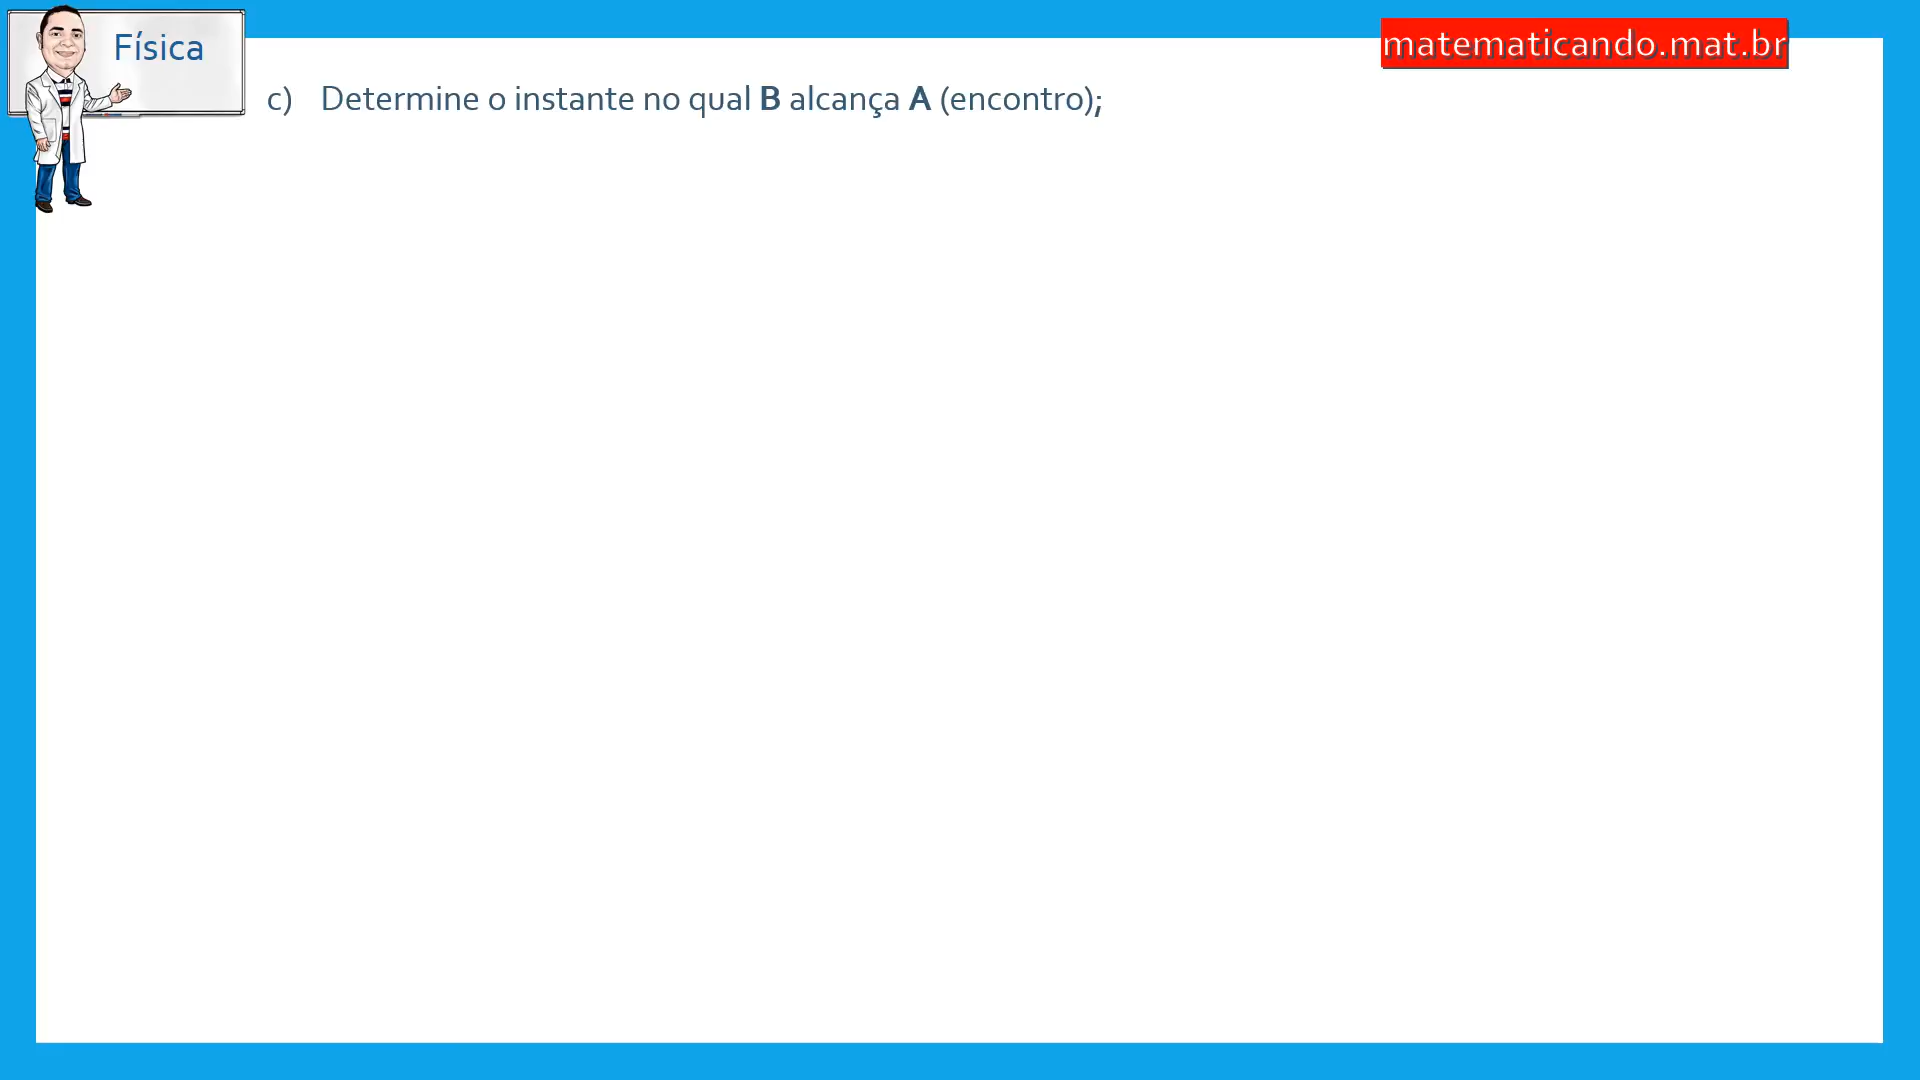 Física
matematicando.mat.br
c) Determine o instante no qual B alcança A (encontro);